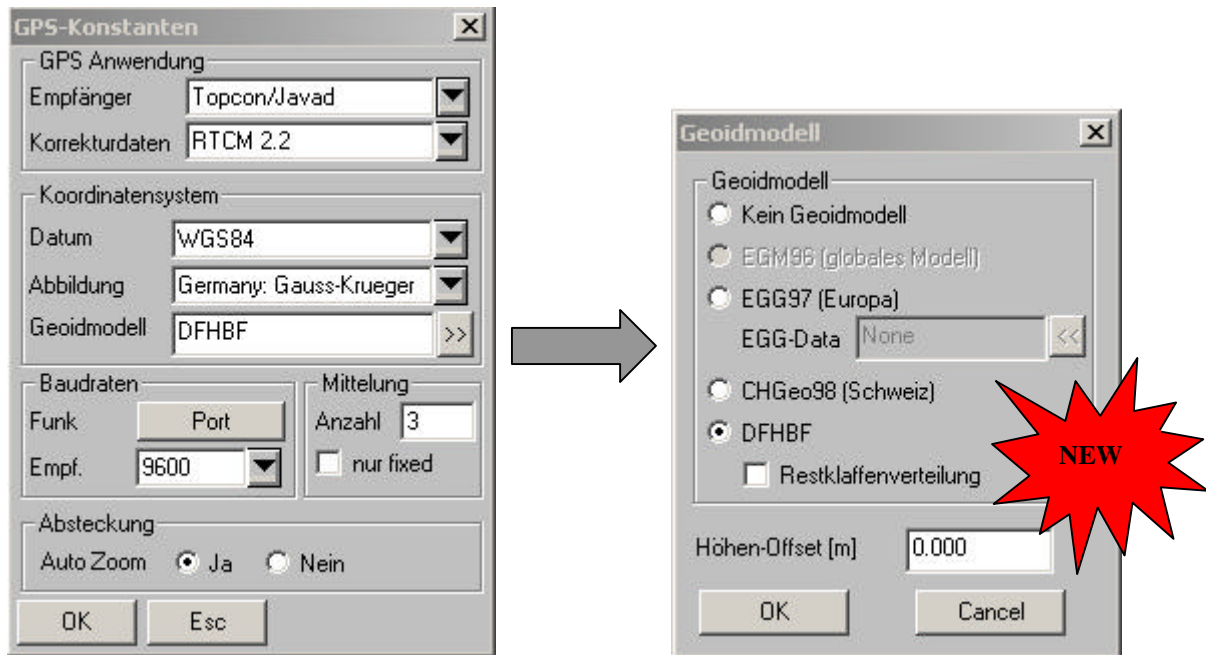 GPS-Konstanten
GPS Anwendung
Empfänger Topcon/Javad
Korrekturdaten RTCM 2.2
Koordinatensystem
Datum WGS84
Abbildung Germany: Gauss-Krueger
Geoidmodell DFHBF >>
Baudraten
Funk Port
Empf. 9600
Mittelung
Anzahl 3
nur fixed
Absteckung
Auto Zoom Ja Nein
OK Esc
Geoidmodell
Geoidmodell
Kein Geoidmodell
EGM96 (globales Modell)
EGG97 (Europa)
EGG-Data None <<
CHGeo98 (Schweiz)
DFHBF
Restklaffenverteilung
NEW
Höhen-Offset [m] 0.000
OK Cancel